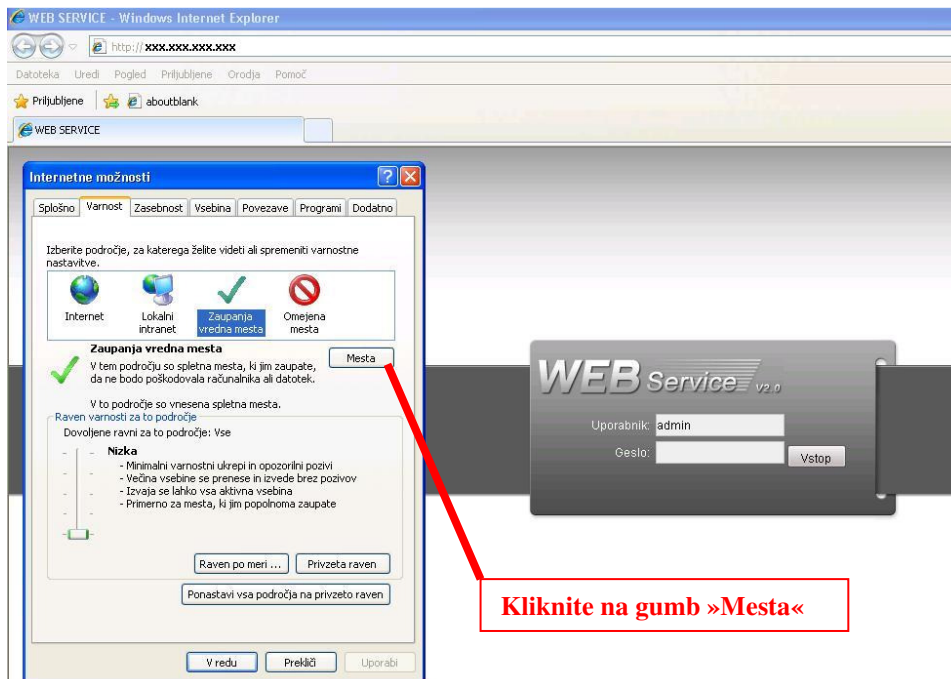 WEB SERVICE - Windows Internet Explorer
http://xxx.xxx.xxx.xxx
Datoteka Uredi Pogled Priljubljene Orodja Pomoč
Priljubljene aboutblank
WEB SERVICE
Internetne možnosti
Splošno Varnost Zasebnost Vsebina Povezave Programi Dodatno
Izberite področje, za katerega želite videti ali spremeniti varnostne
nastavitve.
Internet Lokalni intranet Zaupanja vredna mesta Omejena mesta
Zaupanja vredna mesta
V tem področju so spletna mesta, ki jim zaupate,
da ne bodo poškodovala računalnika ali datotek.
Mesta
V to področje so vnesena spletna mesta.
Raven varnosti za to področje
Dovoljene ravni za to področje: Vse
Nizka
- Minimalni varnostni ukrepi in opozorilni pozivi
- Večina vsebine se prenese in izvede brez pozivov
- Izvaja se lahko vsa aktivna vsebina
- Primerno za mesta, ki jim popolnoma zaupate
Raven po meri ... Privzeta raven
Ponastavi vsa področja na privzeto raven
V redu Prekliči Uporabi
WEB Service V2.0
Uporabnik: admin
Geslo:
Vstop
Kliknite na gumb »Mesta«